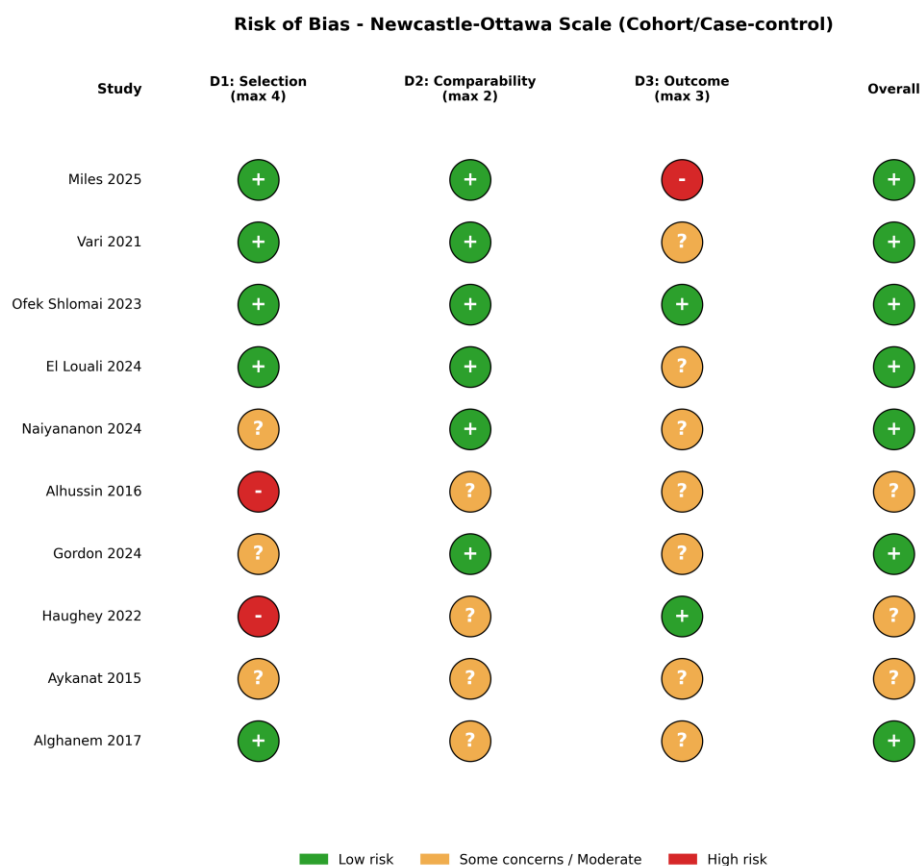 Risk of Bias - Newcastle-Ottawa Scale (Cohort/Case-control)
Study D1: Selection (max 4) D2: Comparability (max 2) D3: Outcome (max 3) Overall
Miles 2025 + + - +
Vari 2021 + + ? +
Ofek Shlomai 2023 + + + +
El Louali 2024 + + ? +
Naiyananon 2024 ? + ? +
Alhussin 2016 - ? ? ?
Gordon 2024 ? + ? +
Haughey 2022 - ? + ?
Aykanat 2015 ? ? ? ?
Alghanem 2017 + ? ? +
Low risk Some concerns / Moderate High risk